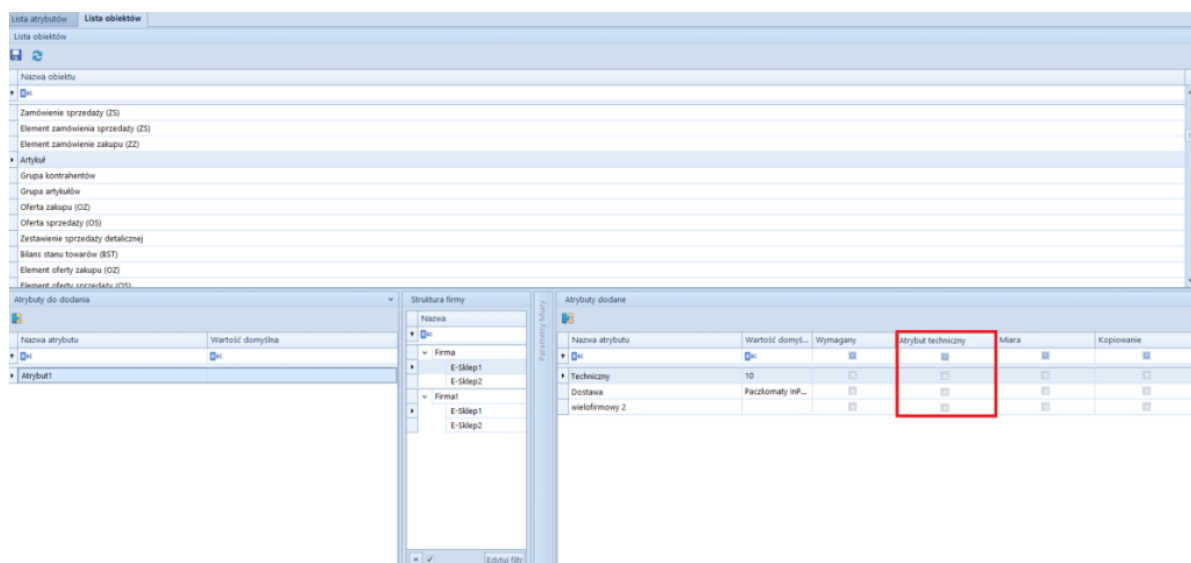 Lista atrybutów Lista obiektów
Lista obiektów
Nazwa obiektu
Zamówienie sprzedaży (ZS)
Element zamówienia sprzedaży (ZS)
Element zamówienie zakupu (ZZ)
Artykuł
Grupa kontrahentów
Grupa artykułów
Oferta zakupu (OZ)
Oferta sprzedaży (OS)
Zestawienie sprzedaży detalicznej
Bilans stanu towarów (BST)
Element oferty zakupu (OZ)
Element oferty sprzedaży (OS)
Atrybuty do dodania
Nazwa atrybutu Wartość domyślna
Atrybut1
Struktura firmy
Nazwa
Firma
E-Sklep1
E-Sklep2
Firma1
E-Sklep1
E-Sklep2
Edytuj filtr
Parametry Miary
Atrybuty dodane
Nazwa atrybutu Wartość domyś... Wymagany Atrybut techniczny Miara Kopiowanie
Techniczny 10
Dostawa Paczkomaty InP...
wielofirmowy 2